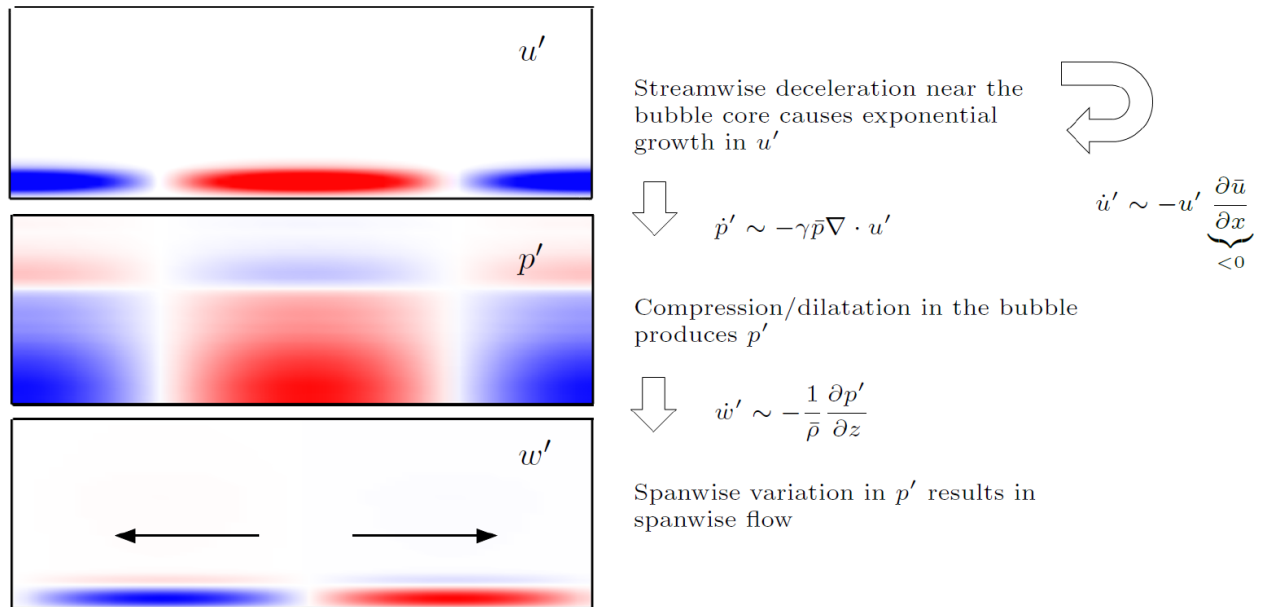 u′
Streamwise deceleration near the
bubble core causes exponential
growth in u′
u̇′ ∼ −u′ ∂ū/∂x
<0
ṗ′ ∼ −γp̄∇ · u′
p′
Compression/dilatation in the bubble
produces p′
ẇ′ ∼ −1/ρ̄ ∂p′/∂z
w′
Spanwise variation in p′ results in
spanwise flow